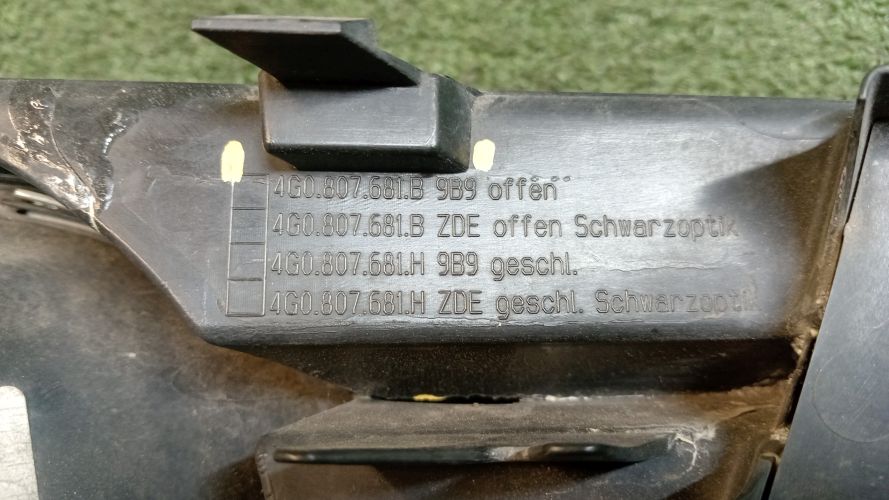 4G0.807.681.B 9B9 offen
4G0.807.681.B ZDE offen Schwarzoptik
4G0.807.681.H 9B9 geschl.
4G0.807.681.H ZDE geschl. Schwarzoptik